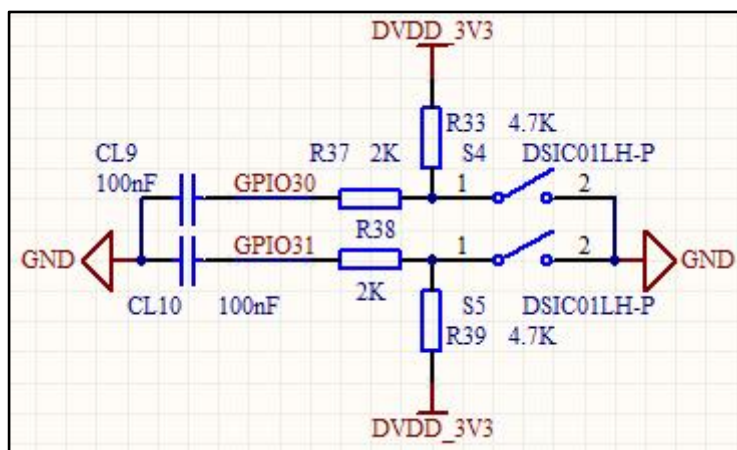 DVDD_3V3
R33 4.7K
CL9 R37 2K S4 DSIC01LH-P
100nF GPIO30 1 2
R38
GND GPIO31 1 2 GND
CL10 100nF 2K S5 DSIC01LH-P
R39 4.7K
DVDD_3V3